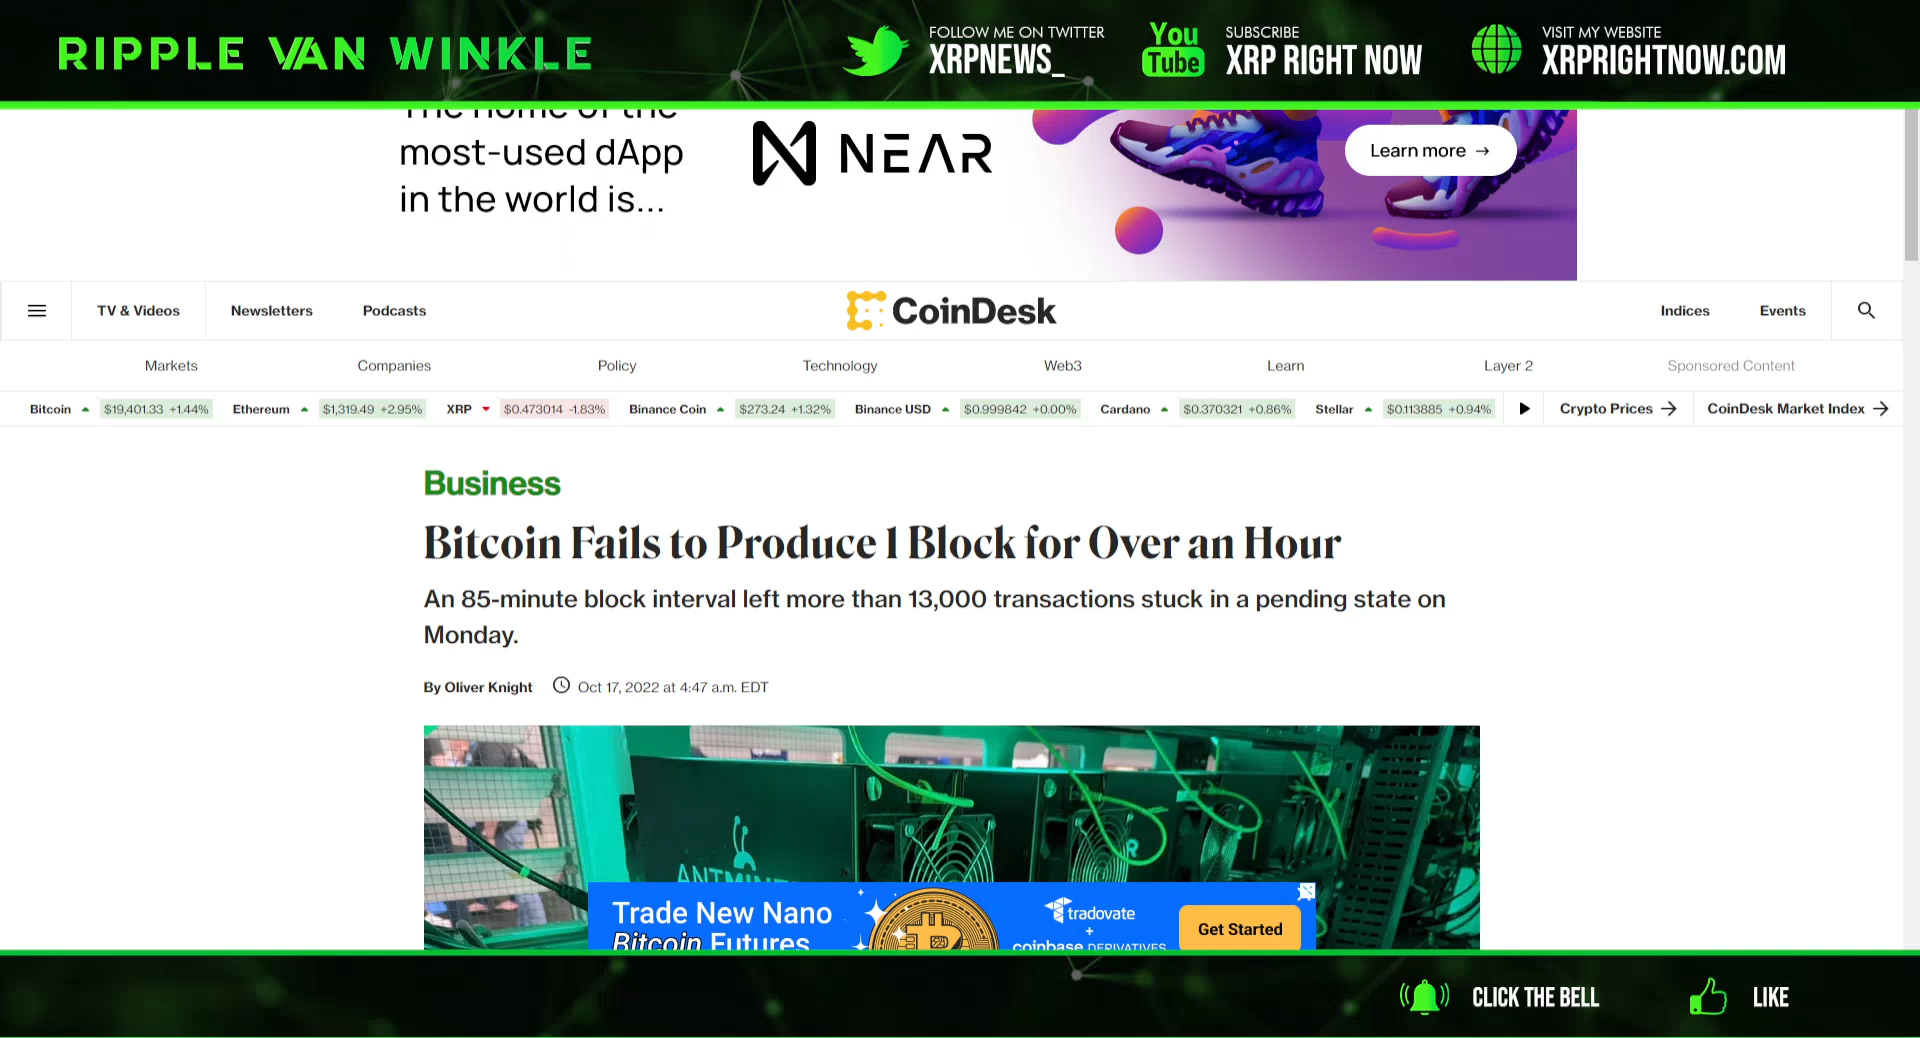 RIPPLE VAN WINKLE
FOLLOW ME ON TWITTER
XRPNEWS_
You
Tube
SUBSCRIBE
XRP RIGHT NOW
VISIT MY WEBSITE
XRPRIGHTNOW.COM
The home of the
most-used dApp
in the world is...
NEAR
Learn more →
TV & Videos
Newsletters
Podcasts
CoinDesk
Indices
Events
Markets
Companies
Policy
Technology
Web3
Learn
Layer 2
Sponsored Content
Bitcoin $19,401.33 +1.44%
Ethereum $1,319.49 +2.95%
XRP $0.473014 -1.83%
Binance Coin $273.24 +1.32%
Binance USD $0.999842 +0.00%
Cardano $0.370321 +0.86%
Stellar $0.113885 +0.94%
Crypto Prices →
CoinDesk Market Index →
Business
Bitcoin Fails to Produce 1 Block for Over an Hour
An 85-minute block interval left more than 13,000 transactions stuck in a pending state on
Monday.
By Oliver Knight
Oct 17, 2022 at 4:47 a.m. EDT
ANTMINER
Trade New Nano
Bitcoin Futures
tradovate
+
coinbase DERIVATIVES
Get Started
CLICK THE BELL
LIKE